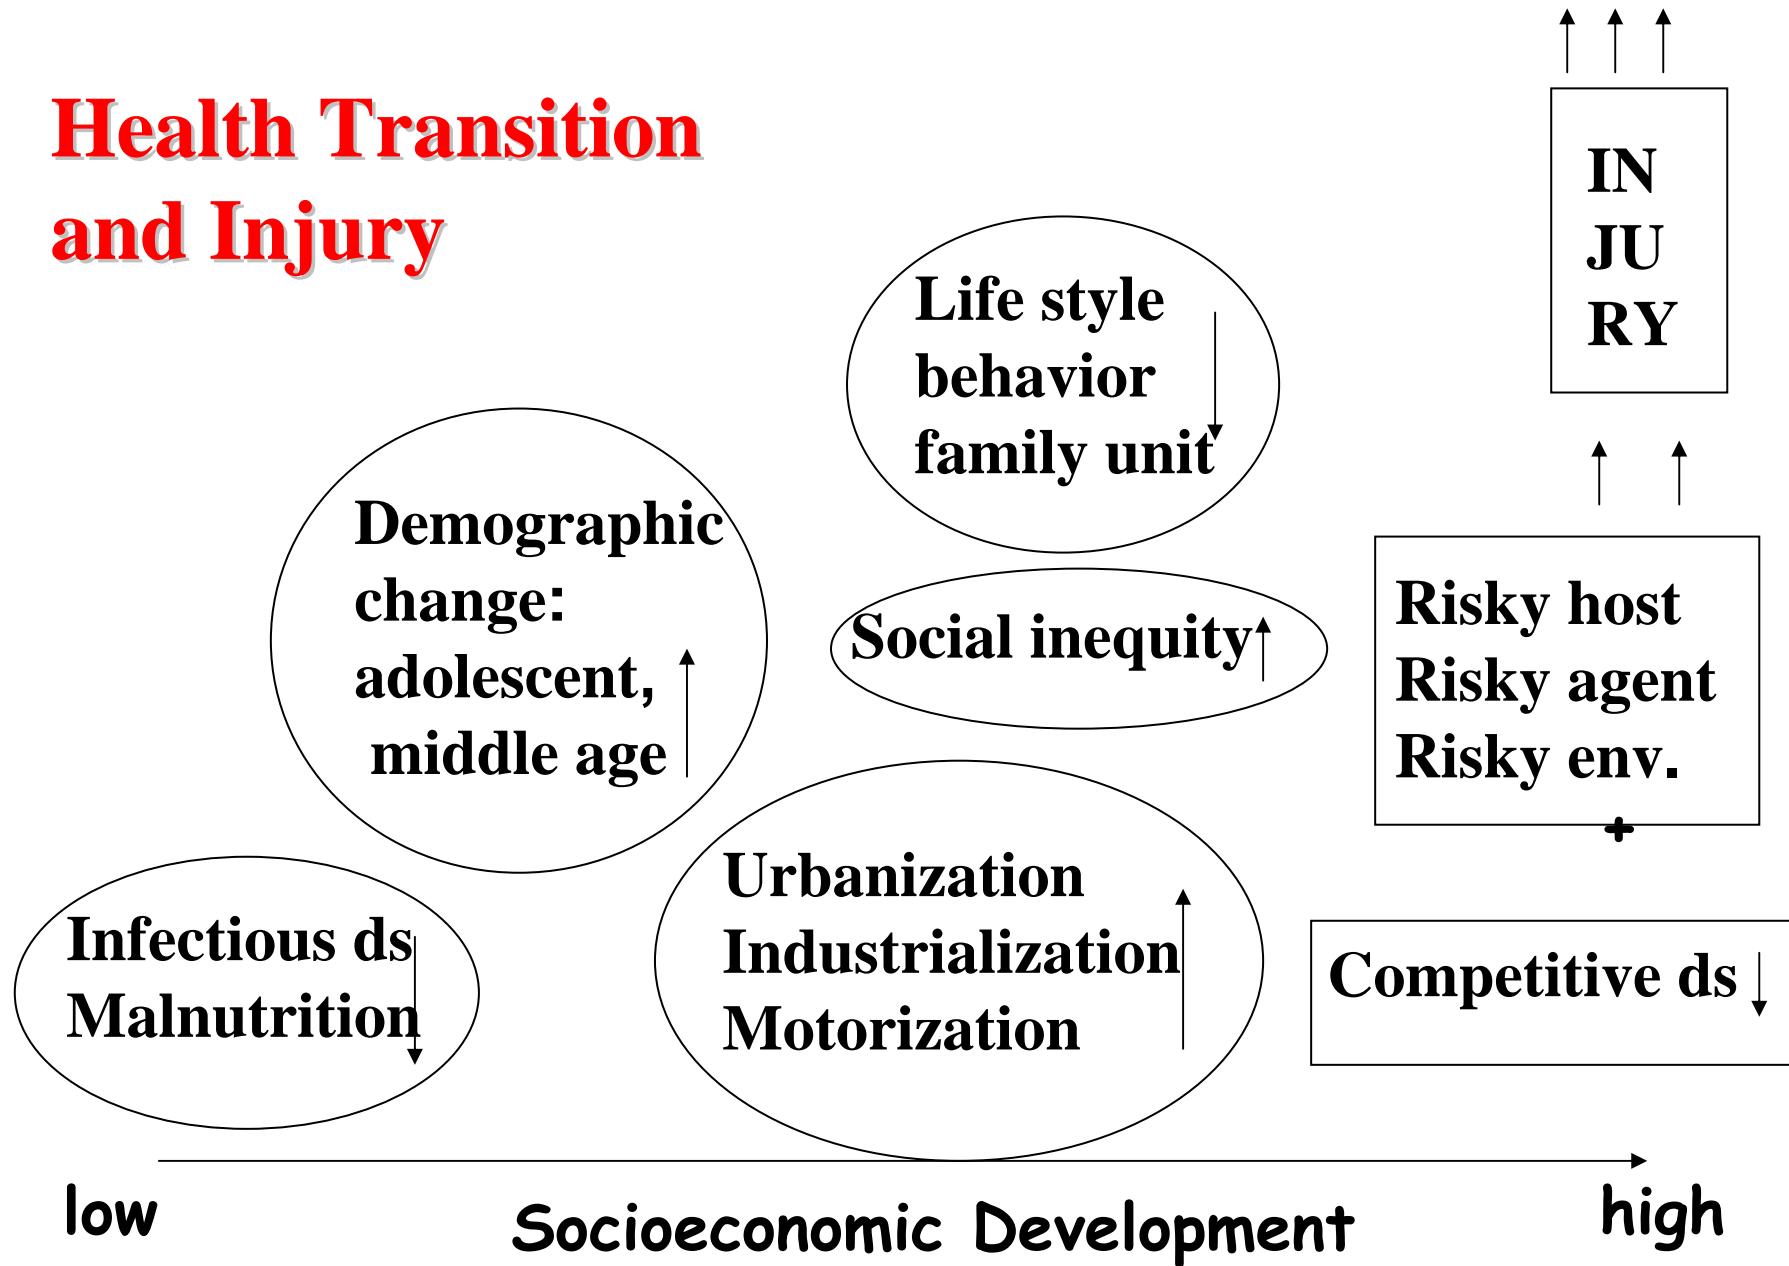 Health Transition
and Injury
IN
JU
RY
Life style
behavior
family unit
Demographic
change:
adolescent,
middle age
Social inequity
Risky host
Risky agent
Risky env.
+
Urbanization
Industrialization
Motorization
Infectious ds
Malnutrition
Competitive ds
low
Socioeconomic Development
high